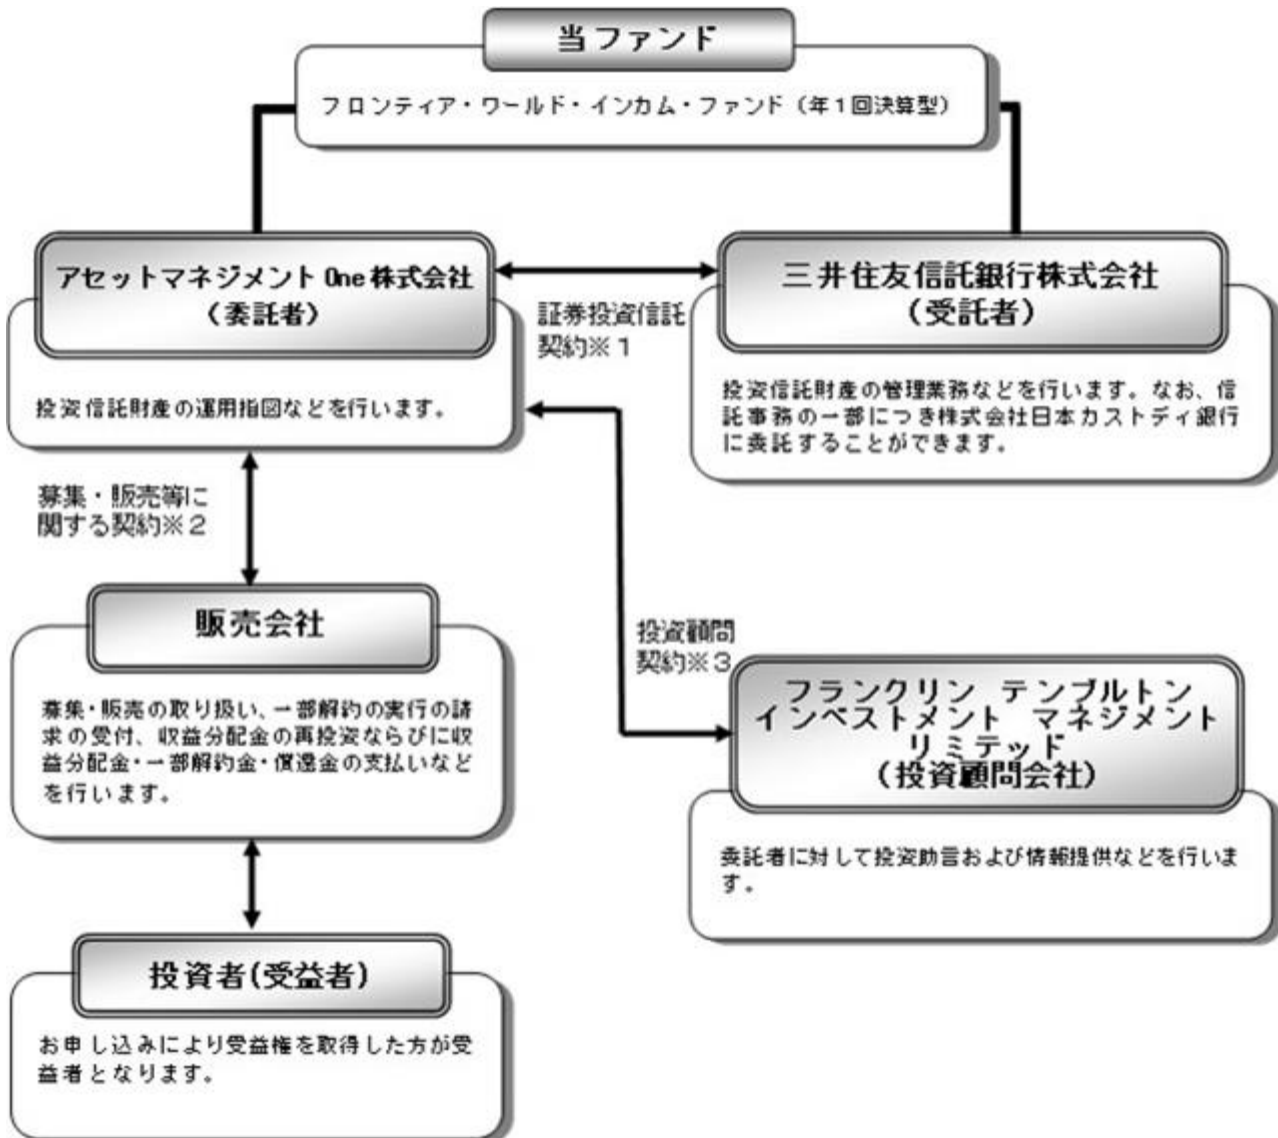 当ファンド
フロンティア・ワールド・インカム・ファンド（年１回決算型）
アセットマネジメント One 株式会社
（委託者）
投資信託財産の運用指図などを行います。
証券投資信託
契約※１
三井住友信託銀行株式会社
（受託者）
投資信託財産の管理業務などを行います。なお、信
託事務の一部につき株式会社日本カストディ銀行
に委託することができます。
募集・販売等に
関する契約※２
販売会社
募集・販売の取り扱い、一部解約の実行の請
求の受付、収益分配金の再投資ならびに収
益分配金・一部解約金・償還金の支払いなど
を行います。
投資顧問
契約※３
フランクリン テンプルトン
インベストメント マネジメント
リミテッド
（投資顧問会社）
委託者に対して投資助言および情報提供などを行いま
す。
投資者（受益者）
お申し込みにより受益権を取得した方が受
益者となります。